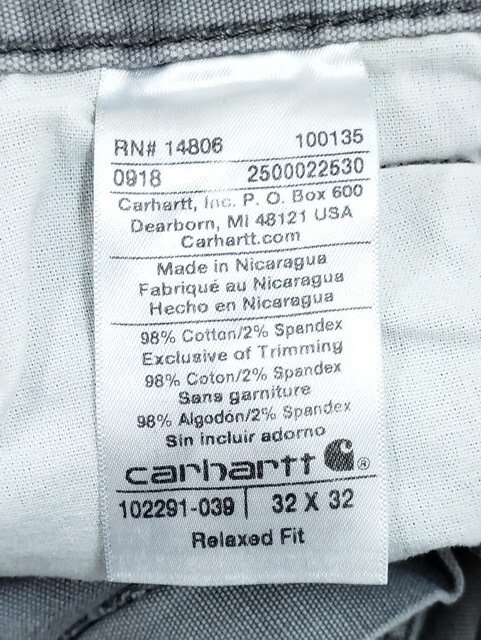 RN# 14806 100135
0918 2500022530
Carhartt, Inc. P. O. Box 600
Dearborn, MI 48121 USA
Carhartt.com
Made in Nicaragua
Fabriqué au Nicaragua
Hecho en Nicaragua
98% Cotton/2% Spandex
Exclusive of Trimming
98% Coton/2% Spandex
Sans garniture
98% Algodón/2% Spandex
Sin incluir adorno
carhartt ®
102291-039 | 32 X 32
Relaxed Fit